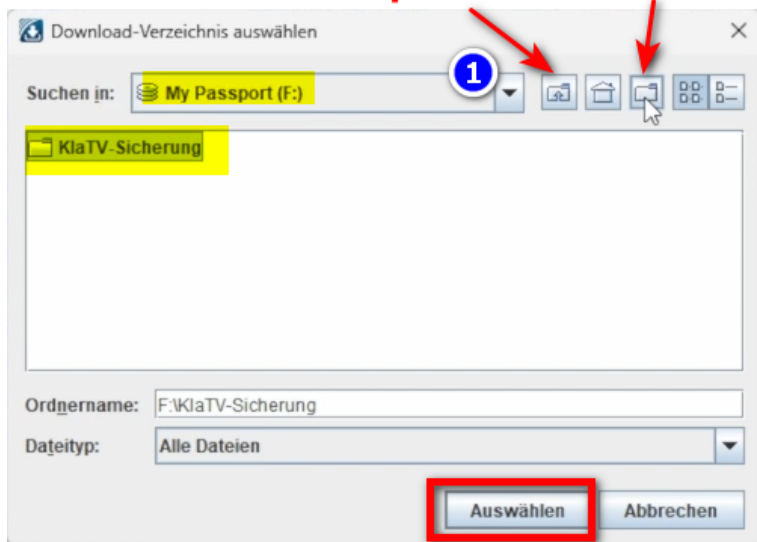 Download-Verzeichnis auswählen
Suchen in: My Passport (F:)
1
KlaTV-Sicherung
Ordnername: F:\KlaTV-Sicherung
Dateityp: Alle Dateien
Auswählen Abbrechen